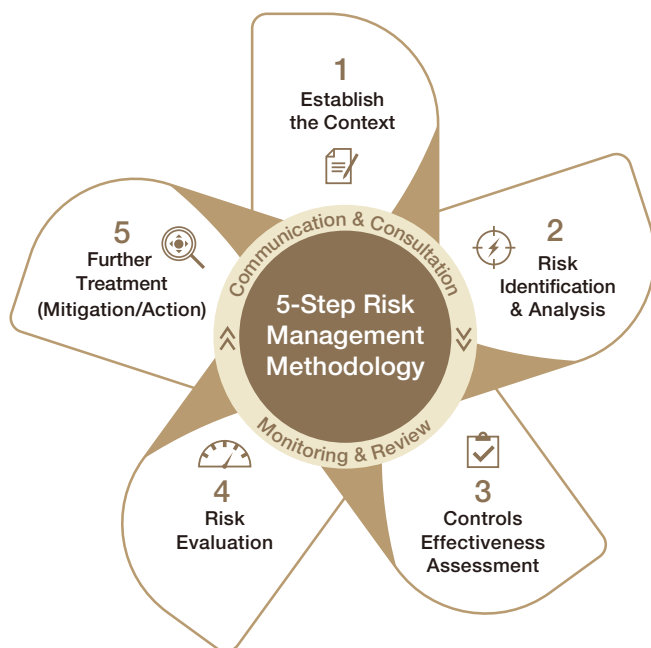 1
Establish
the Context
2
Risk
Identification
& Analysis
3
Controls
Effectiveness
Assessment
4
Risk
Evaluation
5
Further
Treatment
(Mitigation/Action)
Communication & Consultation
5-Step Risk
Management
Methodology
Monitoring & Review